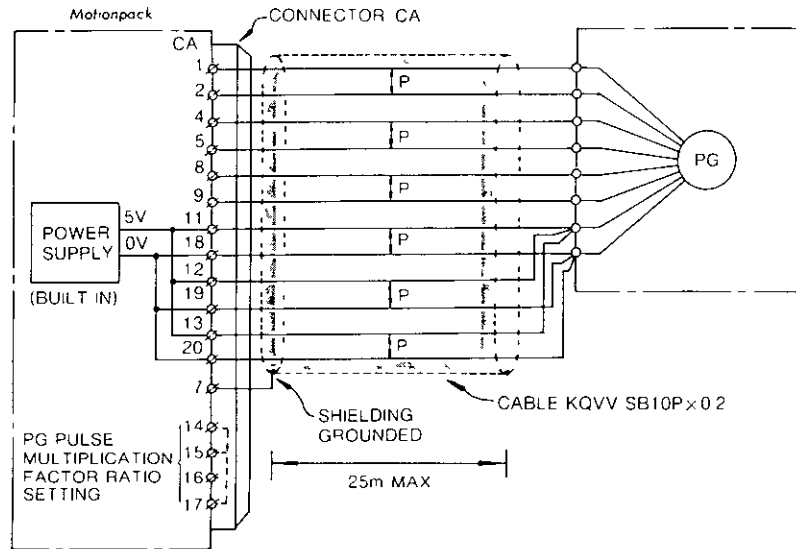 Motionpack
CONNECTOR CA
CA
1
P
2
4
P
5
PG
8
P
9
5V
11
POWER
SUPPLY
P
0V
18
12
(BUILT IN)
P
19
13
P
20
7
SHIELDING
GROUNDED
CABLE KQVV SB10P×0.2
PG PULSE
MULTIPLICATION
FACTOR RATIO
SETTING
14
15
16
17
25m MAX